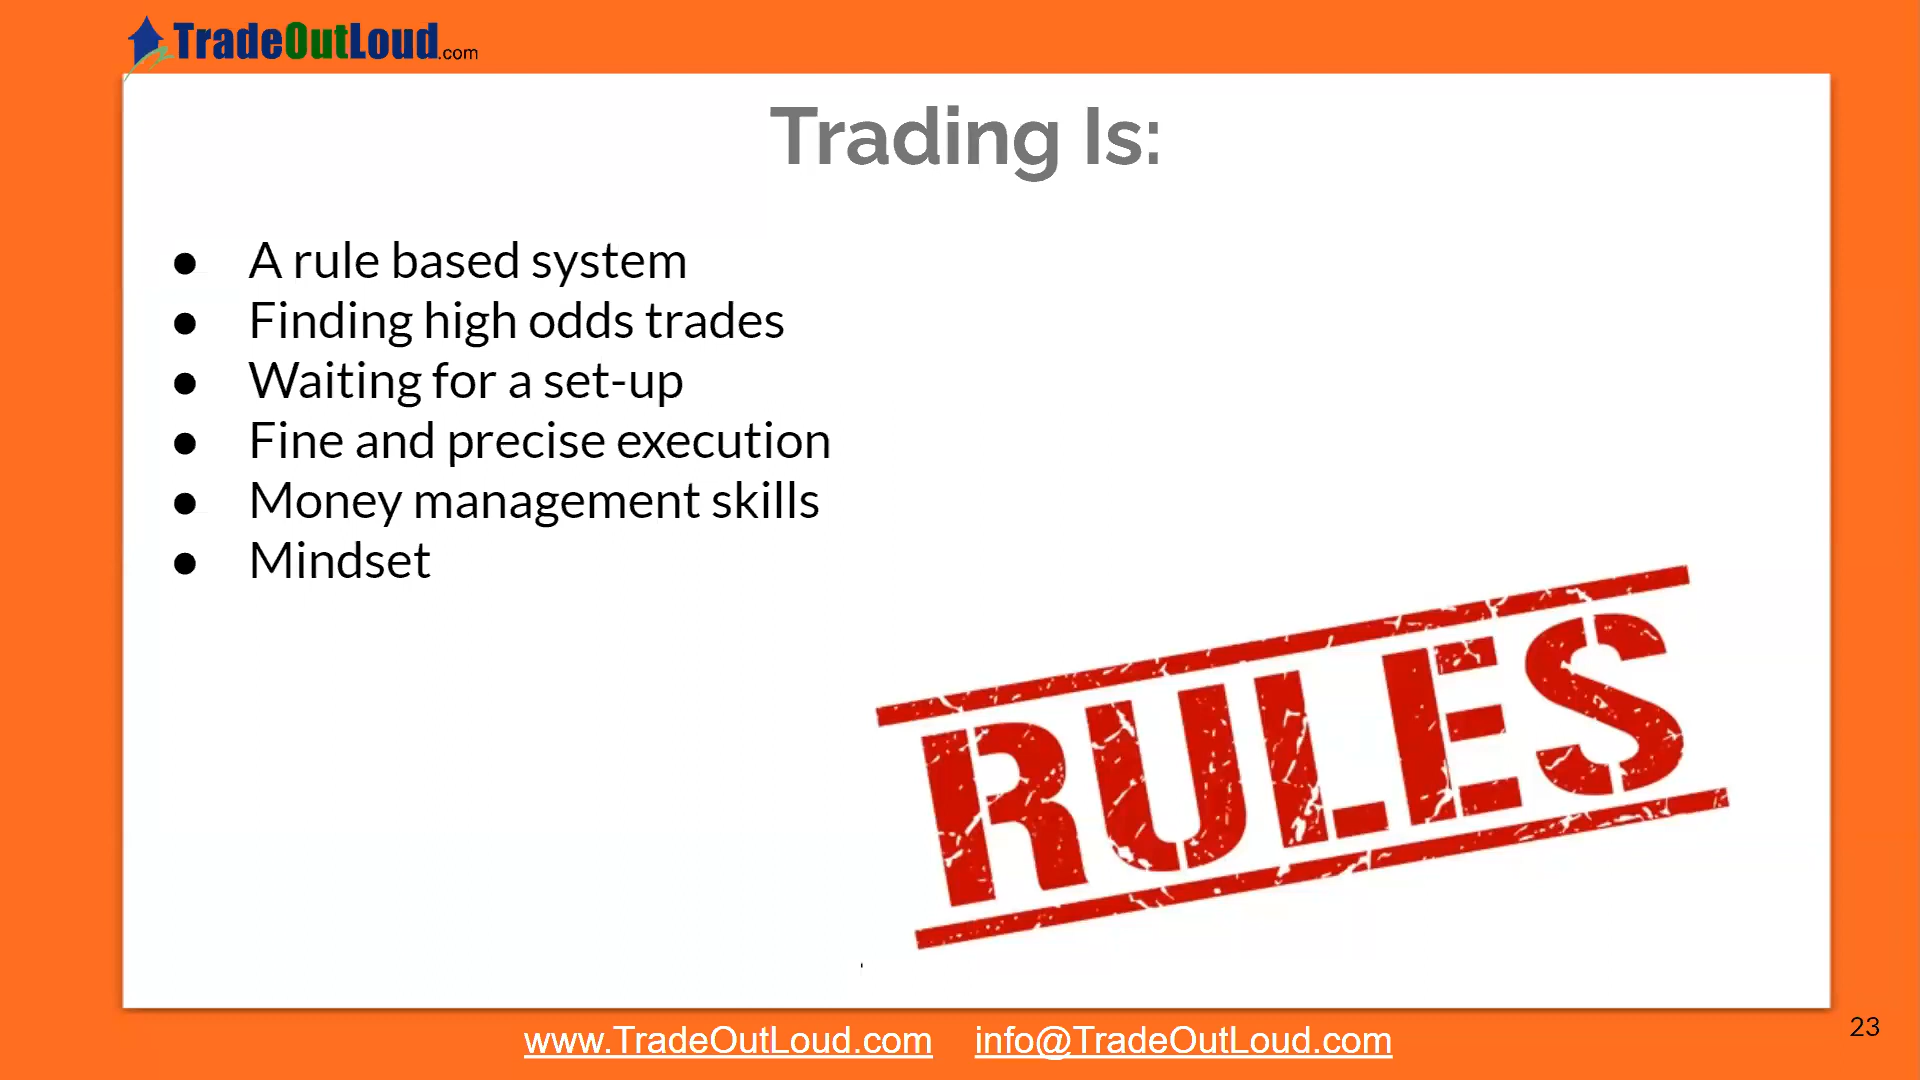 TradeOutLoud.com
Trading Is:
● A rule based system
● Finding high odds trades
● Waiting for a set-up
● Fine and precise execution
● Money management skills
● Mindset
RULES
www.TradeOutLoud.com info@TradeOutLoud.com
23